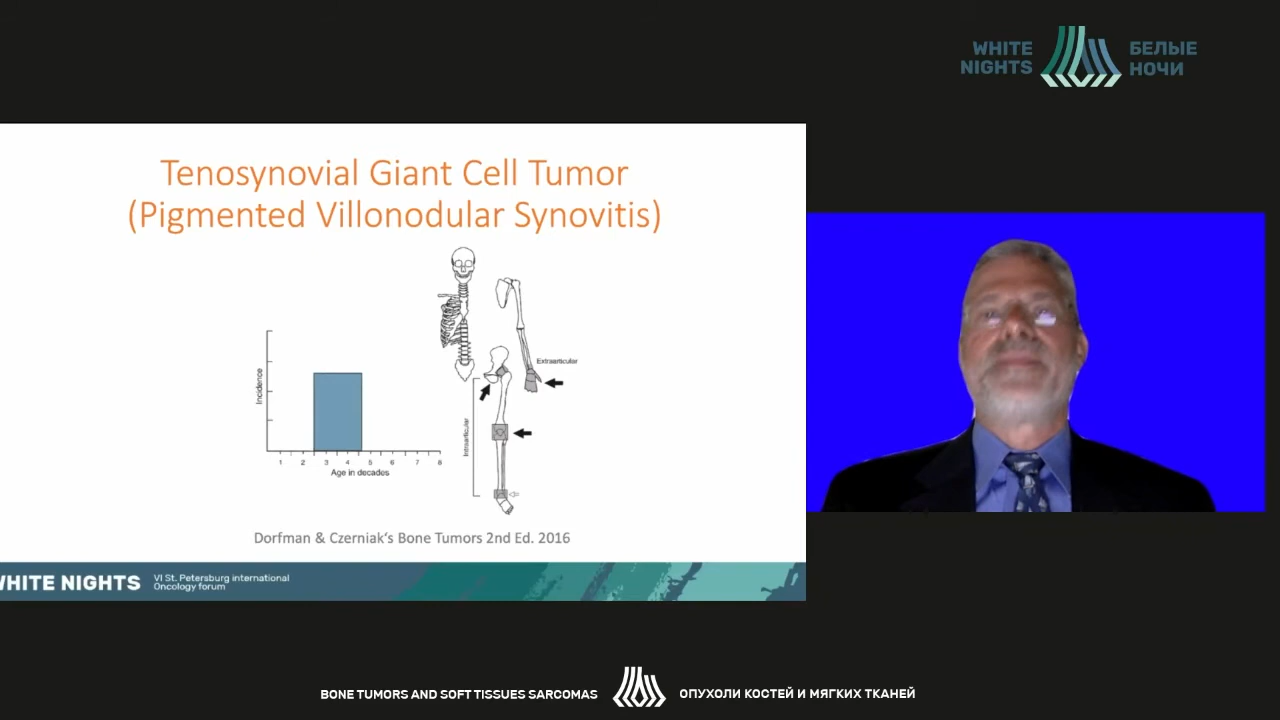 WHITE
NIGHTS
БЕЛЫЕ
НОЧИ
Tenosynovial Giant Cell Tumor
(Pigmented Villonodular Synovitis)
Extraarticular
Incidence
Intraarticular
1 2 3 4 5 6 7 8
Age in decades
Dorfman & Czerniak's Bone Tumors 2nd Ed. 2016
WHITE NIGHTS
VI St. Petersburg international
Oncology forum
BONE TUMORS AND SOFT TISSUES SARCOMAS
ОПУХОЛИ КОСТЕЙ И МЯГКИХ ТКАНЕЙ